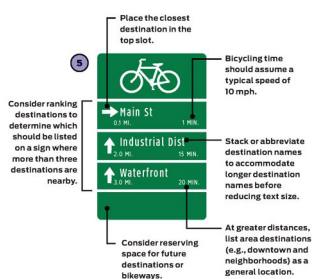 Place the closest
destination in the
top slot.
5
Bicycling time
should assume a
typical speed of
10 mph.
Consider ranking
destinations to
determine which
should be listed
on a sign where
more than three
destinations are
nearby.
Main St
0.1 MI. 1 MIN.
Industrial Dist
2.0 MI. 15 MIN.
Waterfront
3.0 MI. 20 MIN.
Stack or abbreviate
destination names
to accommodate
longer destination
names before
reducing text size.
Consider reserving
space for future
destinations or
bikeways.
At greater distances,
list area destinations
(e.g., downtown and
neighborhoods) as a
general location.